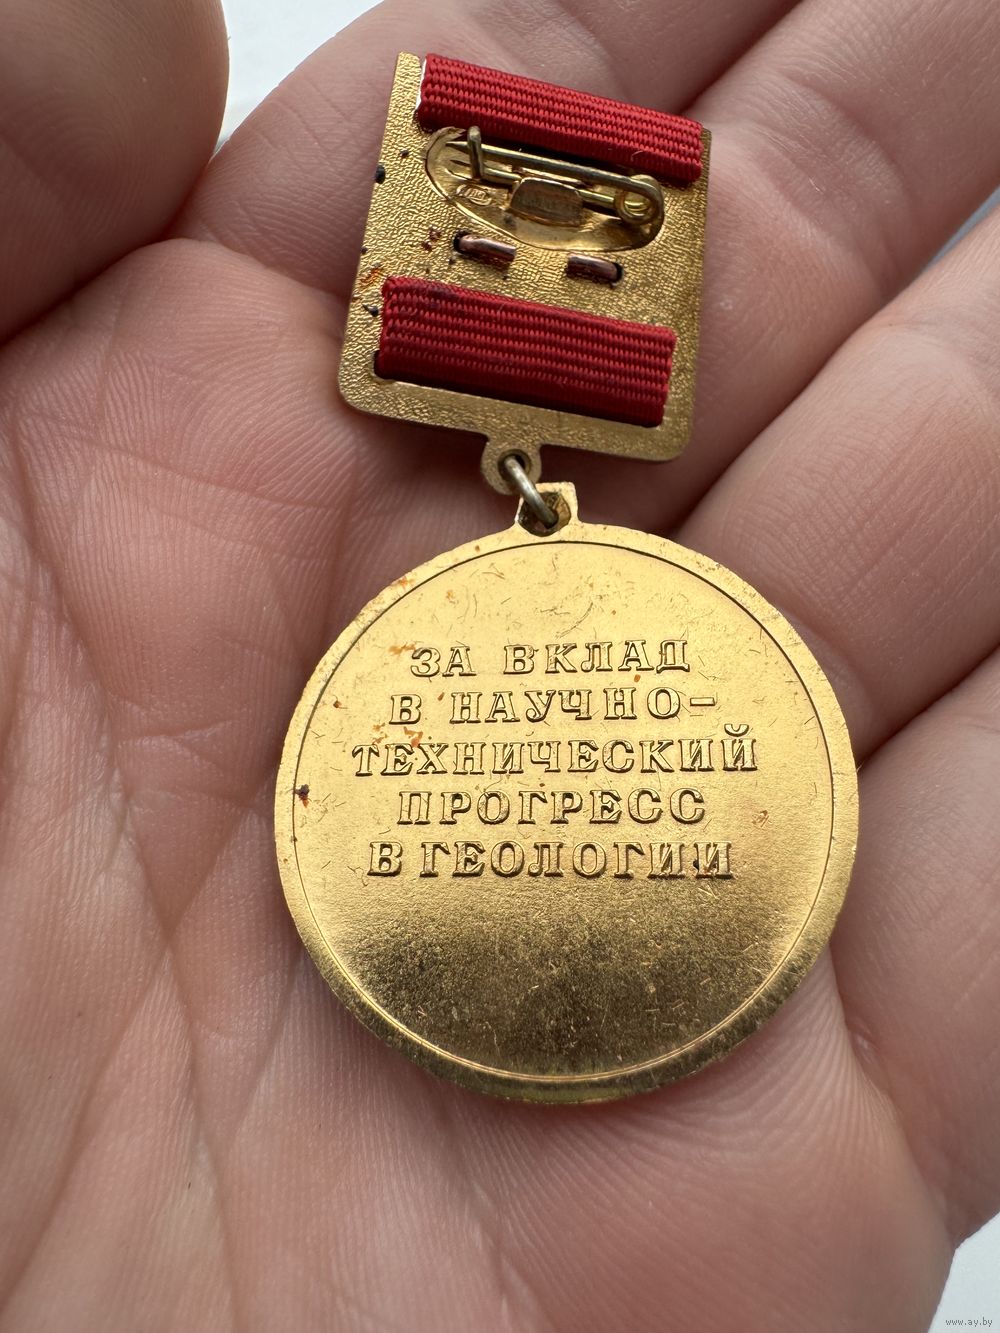 ЗА ВКЛАД
В НАУЧНО-
ТЕХНИЧЕСКИЙ
ПРОГРЕСС
В ГЕОЛОГИИ
www.ay.by